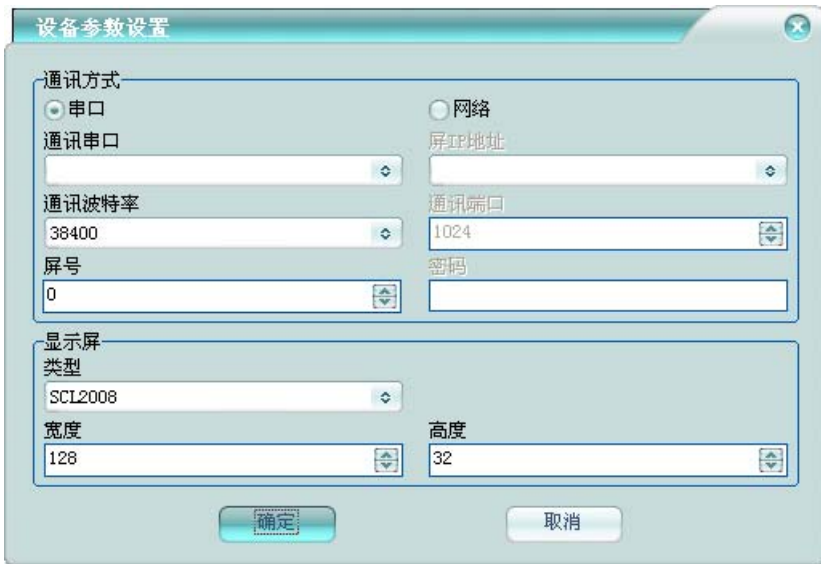 设备参数设置
通讯方式
串口 网络
通讯串口 屏IP地址
通讯波特率 通讯端口
38400 1024
屏号 密码
0
显示屏
类型
SCL2008
宽度 高度
128 32
确定 取消